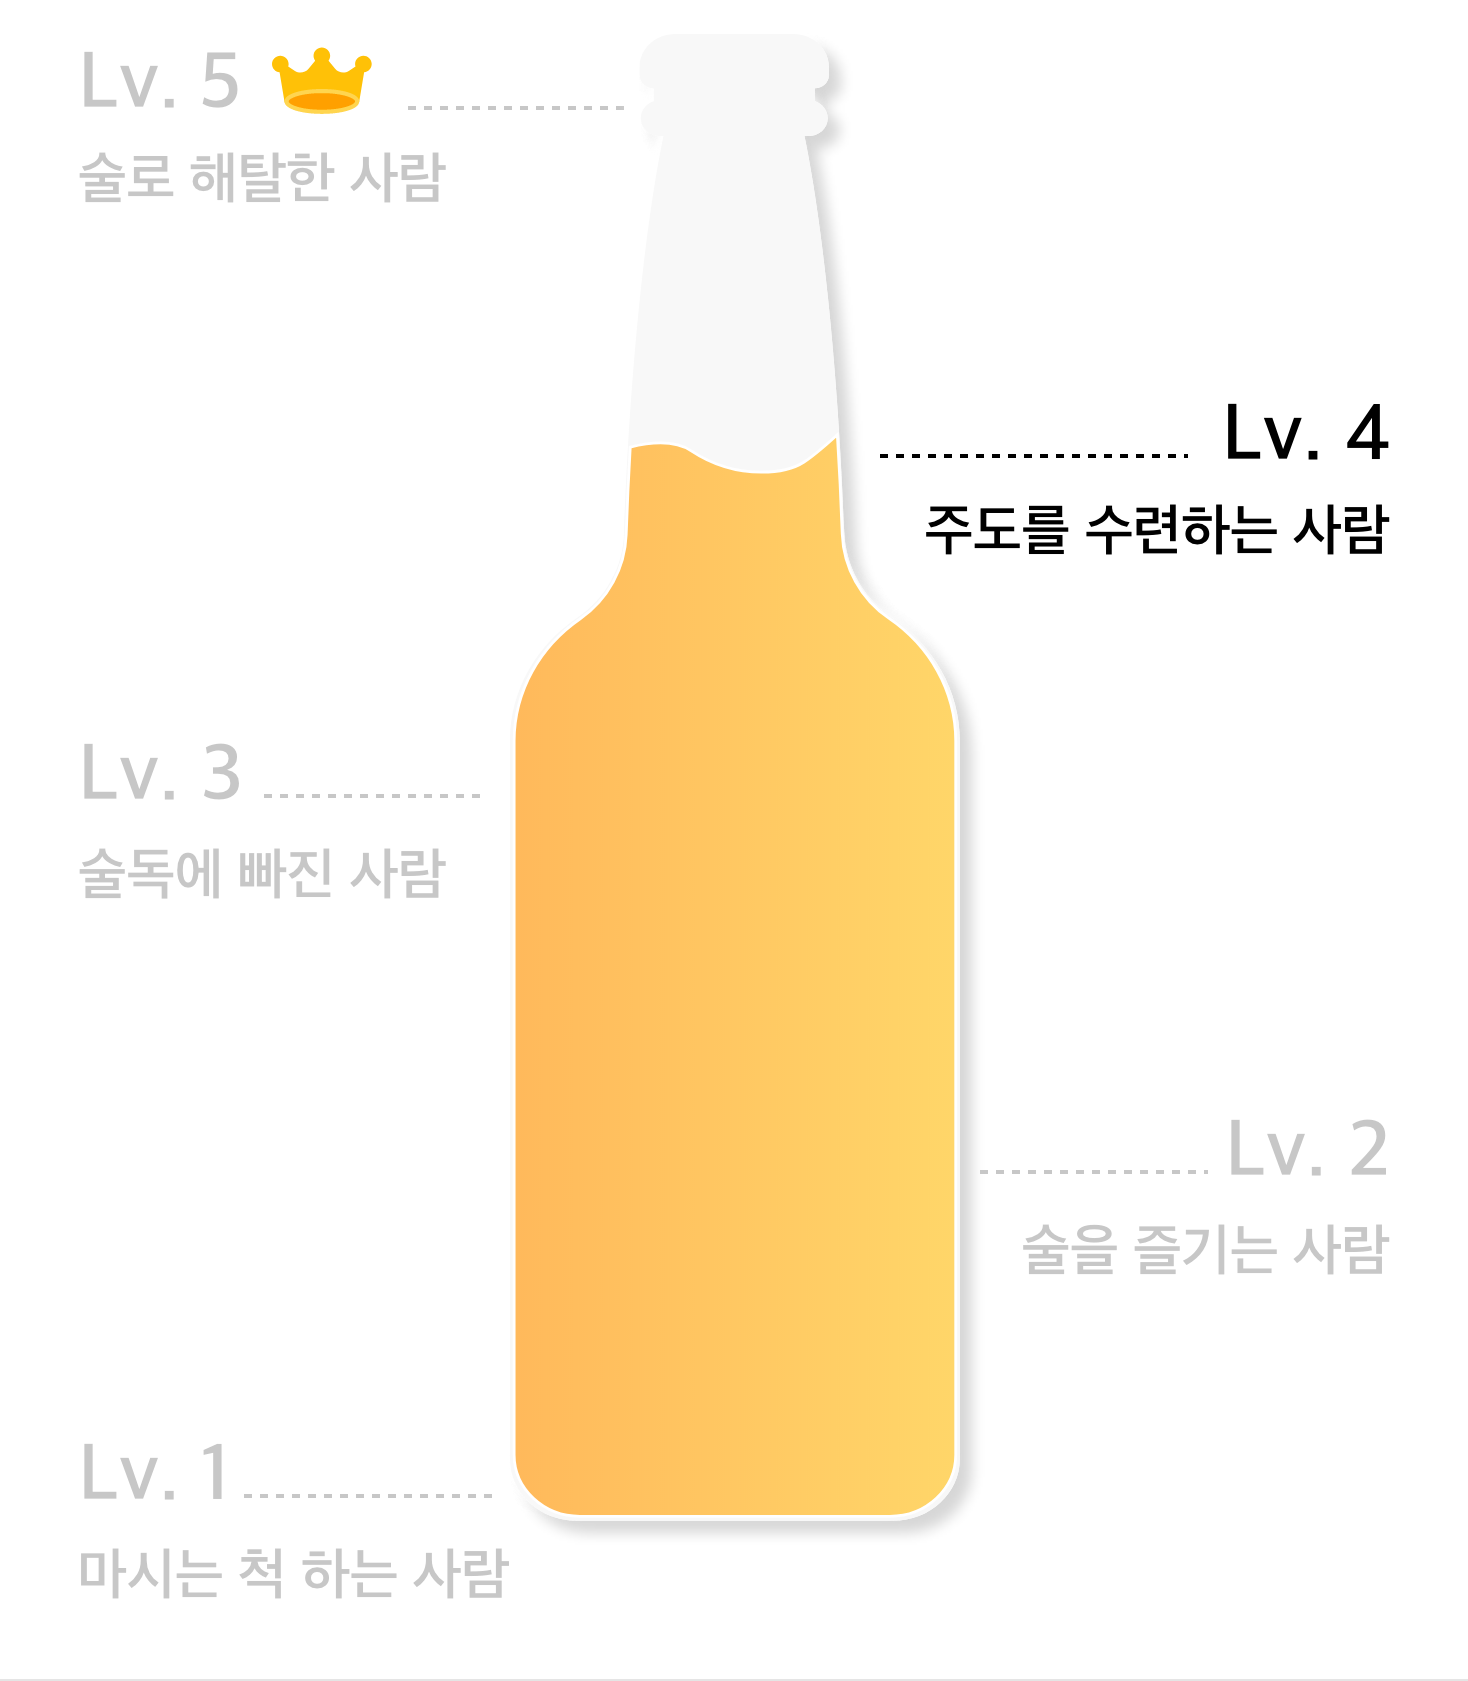 Lv. 5
술로 해탈한 사람
Lv. 4
주도를 수련하는 사람
Lv. 3
술독에 빠진 사람
Lv. 2
술을 즐기는 사람
Lv. 1
마시는 척 하는 사람